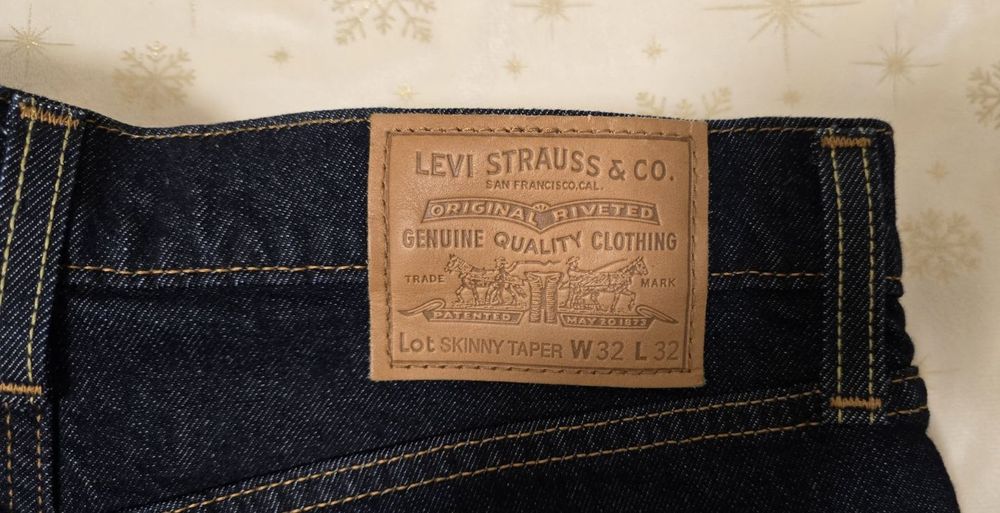 LEVI STRAUSS & CO.
SAN FRANCISCO, CAL.
ORIGINAL RIVETED
GENUINE QUALITY CLOTHING
TRADE MARK
PATENTED MAY 20 1873
Lot SKINNY TAPER W 32 L 32